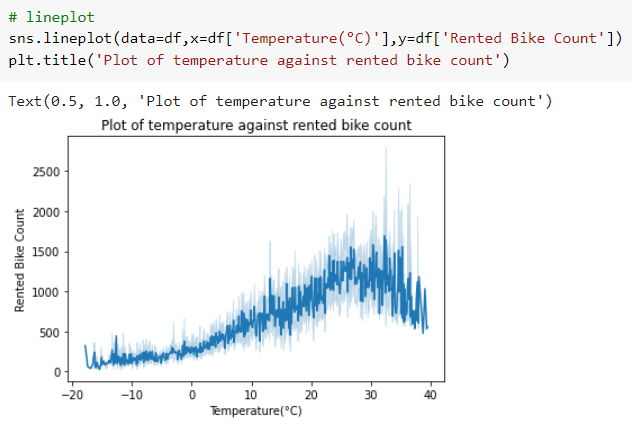 # lineplot
sns.lineplot(data=df,x=df['Temperature(°C)'],y=df['Rented Bike Count'])
plt.title('Plot of temperature against rented bike count')
Text(0.5, 1.0, 'Plot of temperature against rented bike count')
Plot of temperature against rented bike count
2500
2000
1500
1000
500
0
Rented Bike Count
−20 −10 0 10 20 30 40
Temperature(°C)